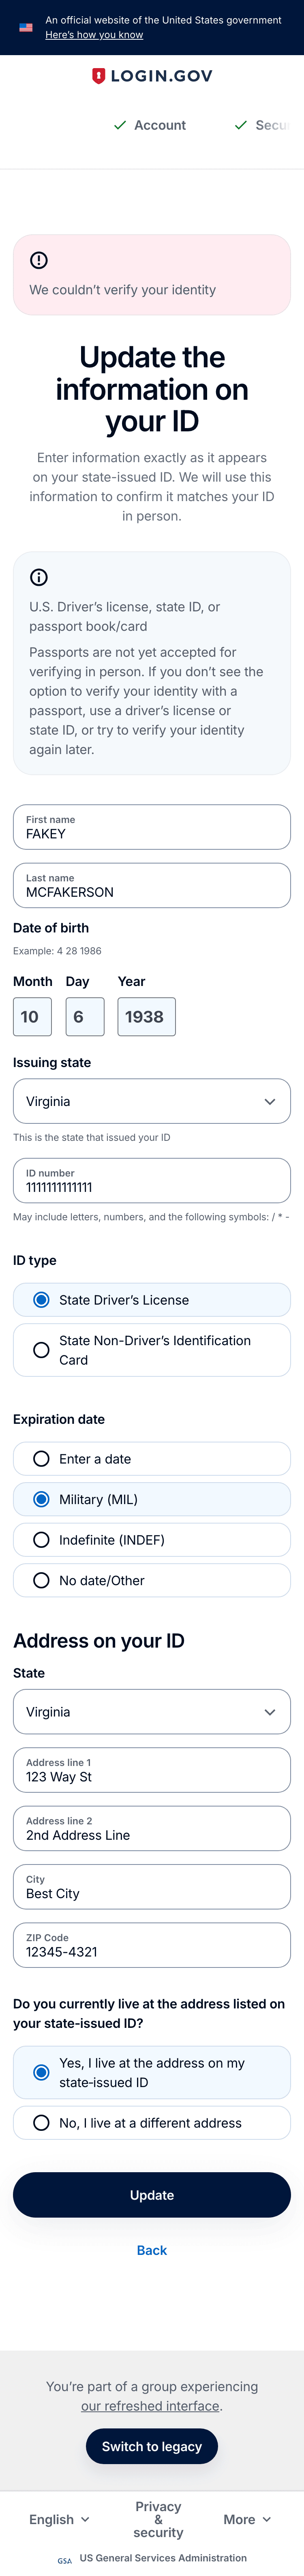 An official website of the United States government
Here's how you know
LOGIN.GOV
Account
Secu
We couldn't verify your identity
Update the
information on
your ID
Enter information exactly as it appears
on your state-issued ID. We will use this
information to confirm it matches your ID
in person.
U.S. Driver's license, state ID, or
passport book/card
Passports are not yet accepted for
verifying in person. If you don't see the
option to verify your identity with a
passport, use a driver's license or
state ID, or try to verify your identity
again later.
First name
FAKEY
Last name
MCFAKERSON
Date of birth
Example: 4 28 1986
Month Day Year
10 6 1938
Issuing state
Virginia
This is the state that issued your ID
ID number
1111111111111
May include letters, numbers, and the following symbols: / * -
ID type
State Driver's License
State Non-Driver's Identification
Card
Expiration date
Enter a date
Military (MIL)
Indefinite (INDEF)
No date/Other
Address on your ID
State
Virginia
Address line 1
123 Way St
Address line 2
2nd Address Line
City
Best City
ZIP Code
12345-4321
Do you currently live at the address listed on
your state-issued ID?
Yes, I live at the address on my
state-issued ID
No, I live at a different address
Update
Back
You're part of a group experiencing
our refreshed interface.
Switch to legacy
English
Privacy
&
security
More
GSA US General Services Administration